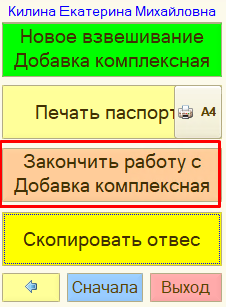 Килина Екатерина Михайловна
Новое взвешивание
Добавка комплексная
Печать паспорт
A4
Закончить работу с
Добавка комплексная
Скопировать отвес
Сначала
Выход